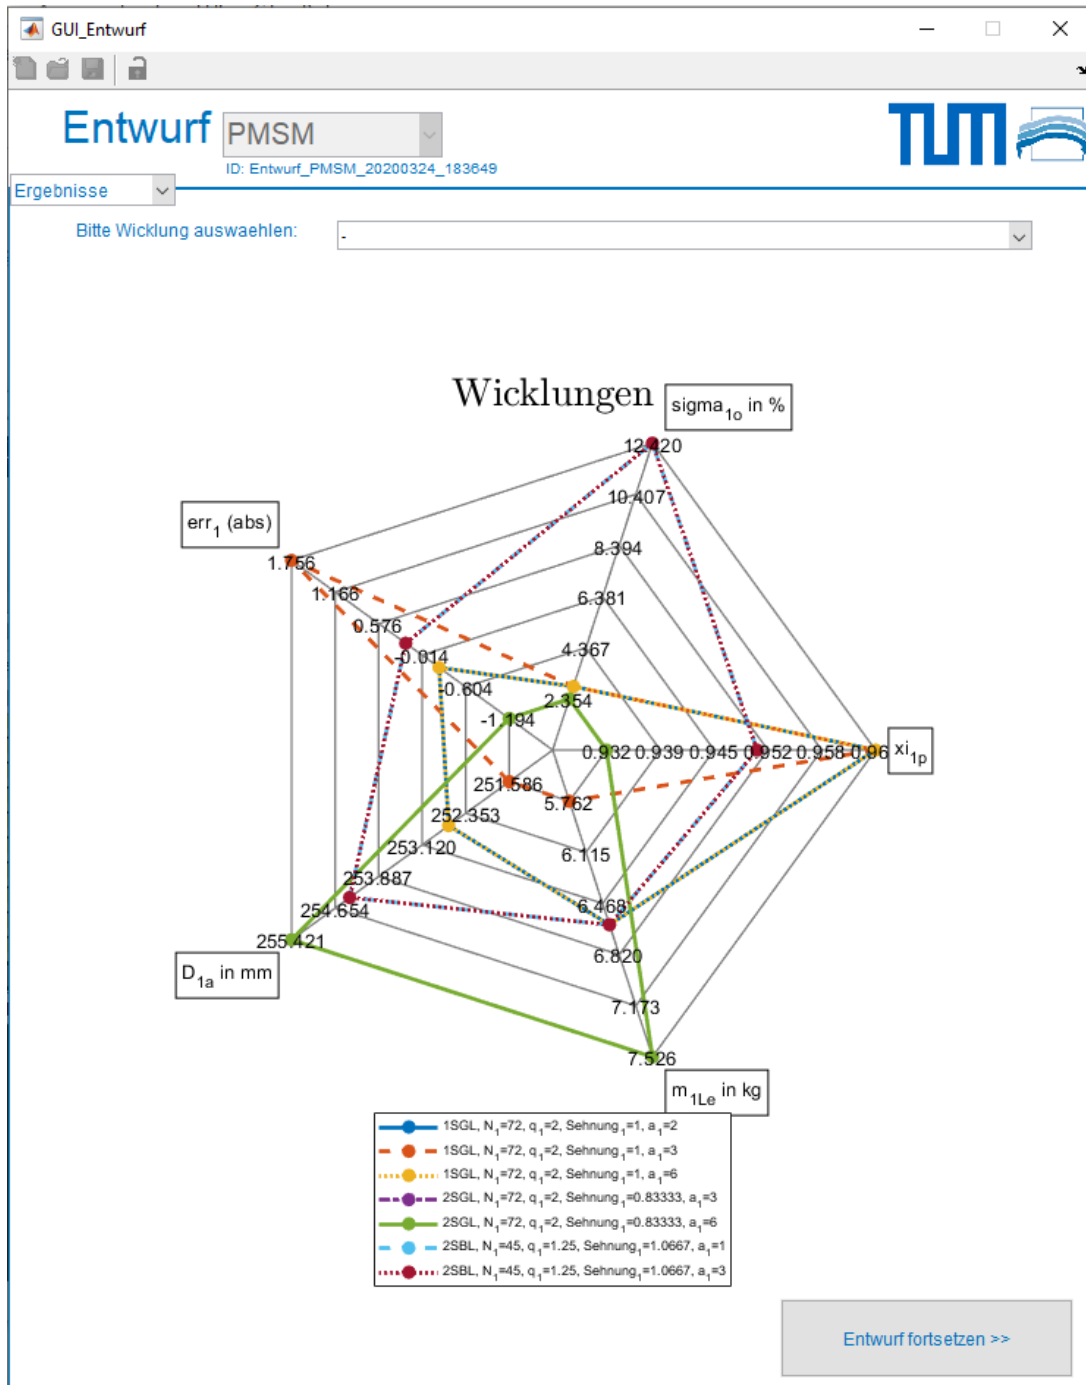 GUI_Entwurf
Entwurf PMSM
TUM
ID: Entwurf_PMSM_20200324_183649
Ergebnisse
Bitte Wicklung auswaehlen: -
Wicklungen
sigma1o in %
12.420
10.407
8.394
6.381
4.367
2.354
err1 (abs)
1.756
1.166
0.576
-0.014
-0.604
-1.194
0.932 0.939 0.945 0.952 0.958 0.96
xi1p
251.586
252.353
253.120
253.887
254.654
255.421
D1a in mm
5.762
6.115
6.468
6.820
7.173
7.526
m1Le in kg
1SGL, N1=72, q1=2, Sehnung1=1, a1=2
1SGL, N1=72, q1=2, Sehnung1=1, a1=3
1SGL, N1=72, q1=2, Sehnung1=1, a1=6
2SGL, N1=72, q1=2, Sehnung1=0.83333, a1=3
2SGL, N1=72, q1=2, Sehnung1=0.83333, a1=6
2SBL, N1=45, q1=1.25, Sehnung1=1.0667, a1=1
2SBL, N1=45, q1=1.25, Sehnung1=1.0667, a1=3
Entwurf fortsetzen >>